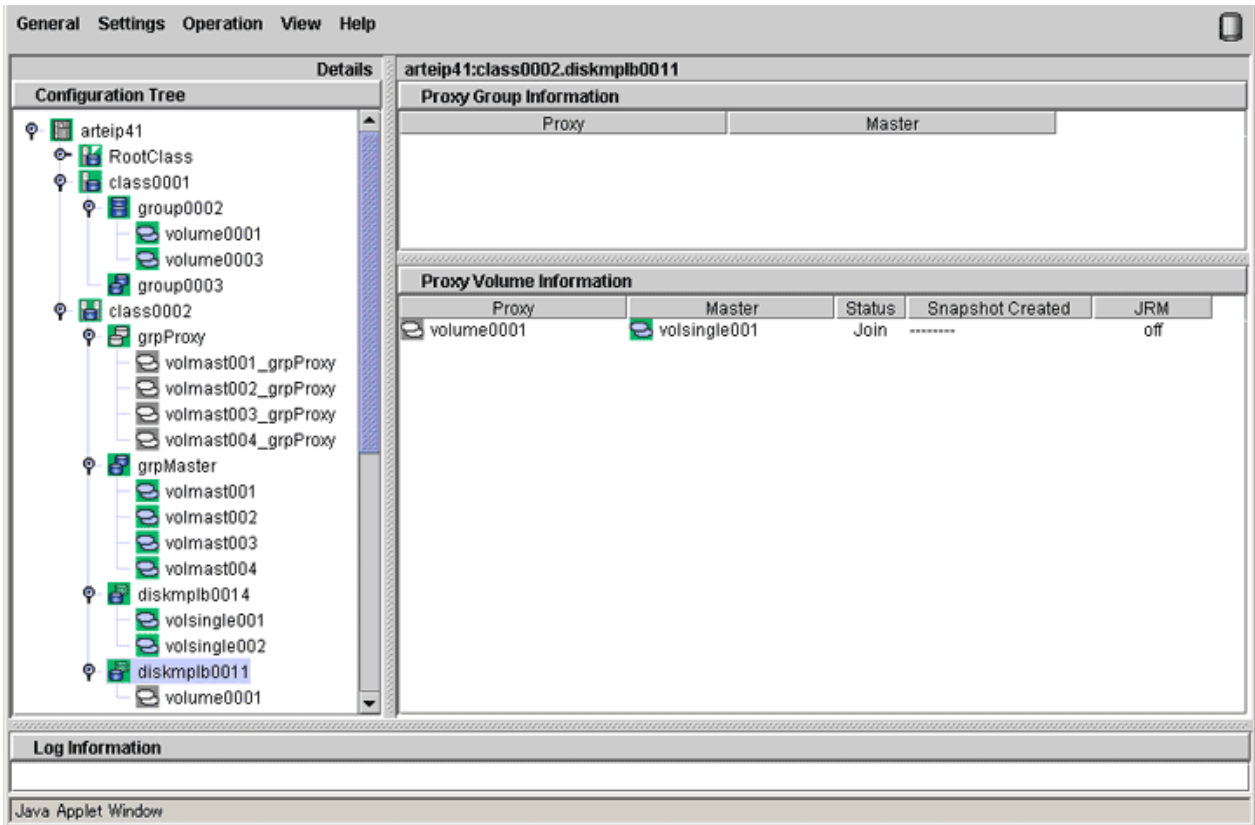 General Settings Operation View Help
Details
Configuration Tree
arteip41
RootClass
class0001
group0002
volume0001
volume0003
group0003
class0002
grpProxy
volmast001_grpProxy
volmast002_grpProxy
volmast003_grpProxy
volmast004_grpProxy
grpMaster
volmast001
volmast002
volmast003
volmast004
diskmplb0014
volsingle001
volsingle002
diskmplb0011
volume0001
arteip41:class0002.diskmplb0011
Proxy Group Information
Proxy Master
Proxy Volume Information
Proxy Master Status Snapshot Created JRM
volume0001 volsingle001 Join -------- off
Log Information
Java Applet Window